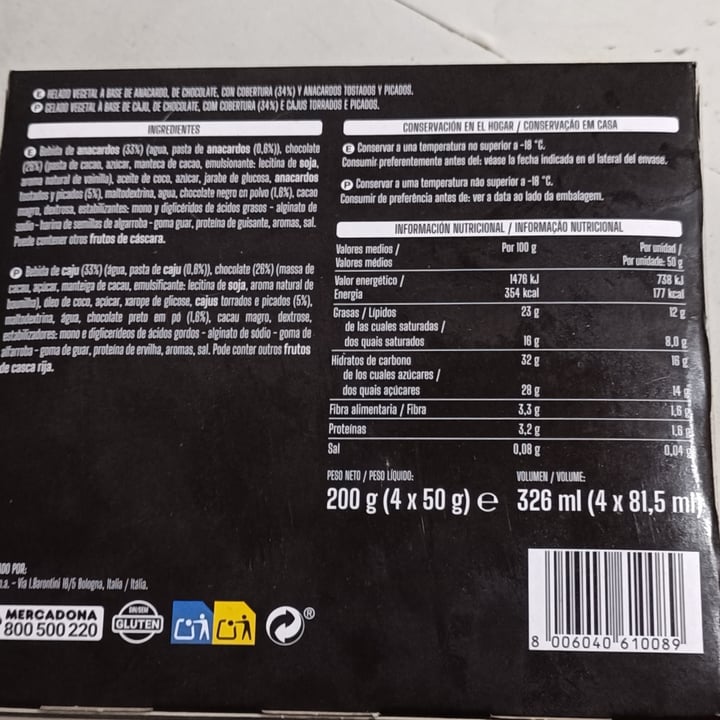 E HELADO VEGETAL A BASE DE ANACARDO, DE CHOCOLATE, CON COBERTURA (34%) Y ANACARDOS TOSTADOS Y PICADOS.
P GELADO VEGETAL À BASE DE CAJU, DE CHOCOLATE, COM COBERTURA (34%) E CAJUS TORRADOS E PICADOS.
INGREDIENTES
E Bebida de anacardos (33%) (agua, pasta de anacardos (0,8%)), chocolate
(26%) (pasta de cacao, azúcar, manteca de cacao, emulsionante: lecitina de soja,
aroma natural de vainilla), aceite de coco, azúcar, jarabe de glucosa, anacardos
tostados y picados (5%), maltodextrina, agua, chocolate negro en polvo (1,6%), cacao
magro, dextrosa, estabilizantes: mono y diglicéridos de ácidos grasos - alginato de
sodio - harina de semillas de algarroba - goma guar, proteína de guisante, aromas, sal.
Puede contener otros frutos de cáscara.
P Bebida de caju (33%) (água, pasta de caju (0,8%)), chocolate (26%) (massa de
cacau, açúcar, manteiga de cacau, emulsificante: lecitina de soja, aroma natural de
baunilha), óleo de coco, açúcar, xarope de glicose, cajus torrados e picados (5%),
maltodextrina, água, chocolate preto em pó (1,6%), cacau magro, dextrose,
estabilizadores: mono e diglicerídeos de ácidos gordos - alginato de sódio - goma de
alfarroba - goma de guar, proteína de ervilha, aromas, sal. Pode conter outros frutos
de casca rija.
CONSERVACIÓN EN EL HOGAR / CONSERVAÇÃO EM CASA
E Conservar a una temperatura no superior a -18 °C.
Consumir preferentemente antes del: véase la fecha indicada en el lateral del envase.
P Conservar a uma temperatura não superior a -18 °C.
Consumir de preferência antes de: ver a data ao lado da embalagem.
INFORMACIÓN NUTRICIONAL / INFORMAÇÃO NUTRICIONAL
Valores medios / Por 100 g Por unidad /
Valores médios Por unidade: 50 g
Valor energético / 1476 kJ 738 kJ
Energia 354 kcal 177 kcal
Grasas / Lípidos 23 g 12 g
de las cuales saturadas /
dos quais saturados 16 g 8,0 g
Hidratos de carbono 32 g 16 g
de los cuales azúcares /
dos quais açúcares 28 g 14 g
Fibra alimentaria / Fibra 3,3 g 1,6 g
Proteínas 3,2 g 1,6 g
Sal 0,08 g 0,04 g
PESO NETO / PESO LÍQUIDO: VOLUMEN / VOLUME:
200 g (4 x 50 g) e 326 ml (4 x 81,5 ml)
ADO POR:
.a. - Via I.Barontini 16/5 Bologna, Italia / Itália.
MERCADONA
800 500 220
SIN/SEM
GLUTEN
®
8 006040 610089